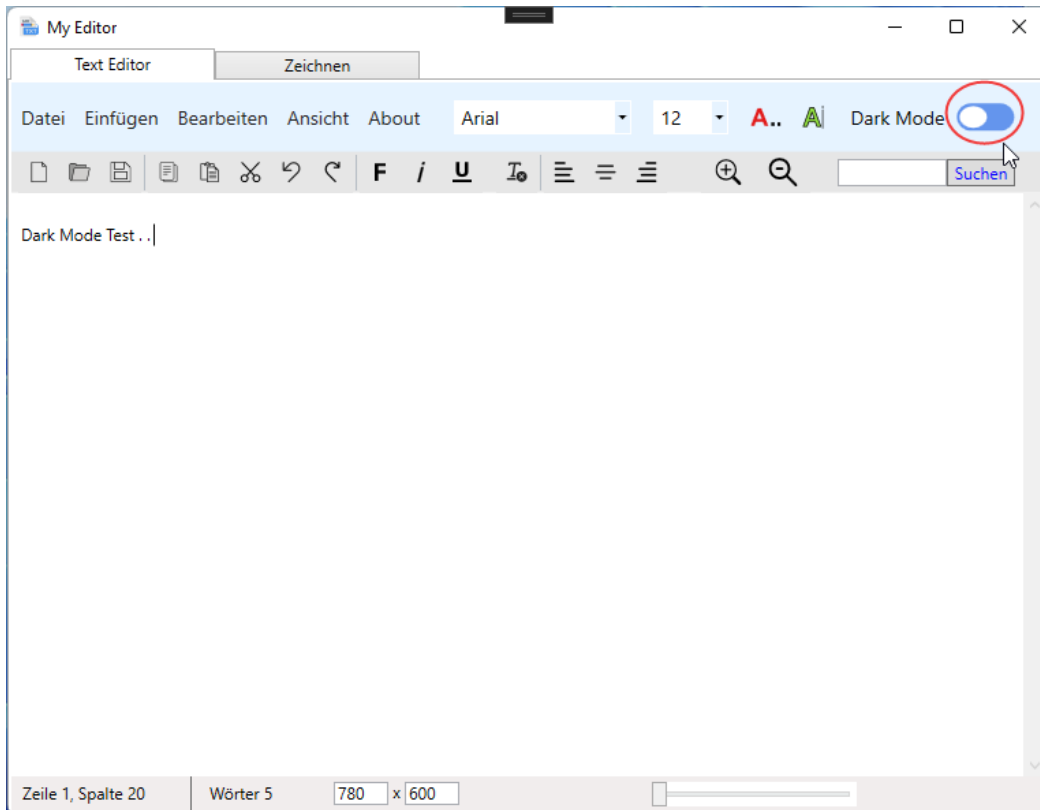 My Editor
Text Editor Zeichnen
Datei Einfügen Bearbeiten Ansicht About Arial 12 A.. A Dark Mode
F i U I Suchen
Dark Mode Test . .
Zeile 1, Spalte 20 Wörter 5 780 x 600